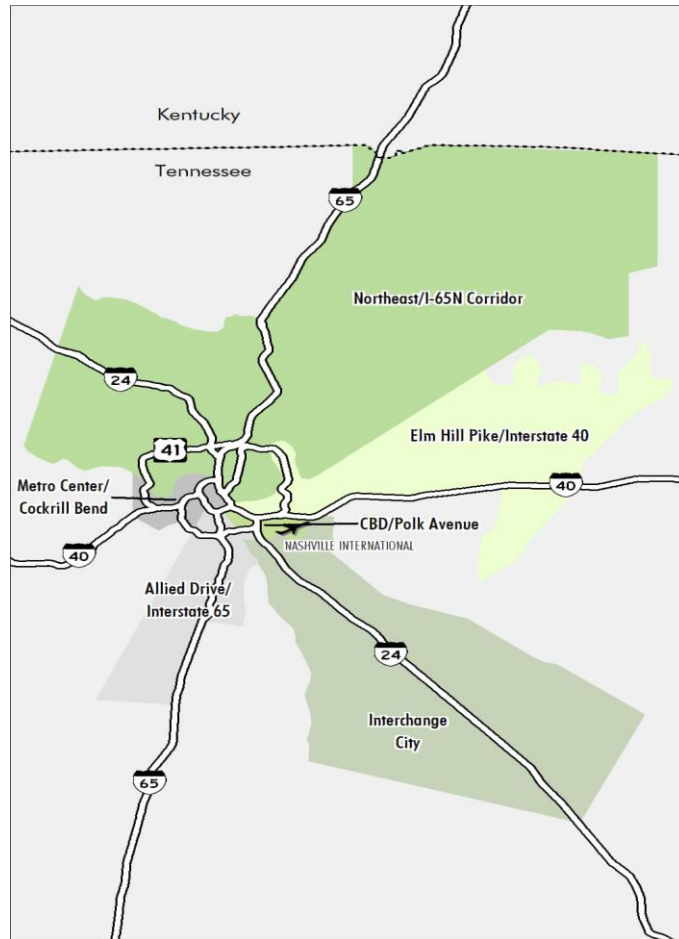 Kentucky
Tennessee
65
Northeast/I-65N Corridor
24
Elm Hill Pike/Interstate 40
41
Metro Center/
Cockrill Bend
40
CBD/Polk Avenue
NASHVILLE INTERNATIONAL
40
Allied Drive/
Interstate 65
24
Interchange
City
65